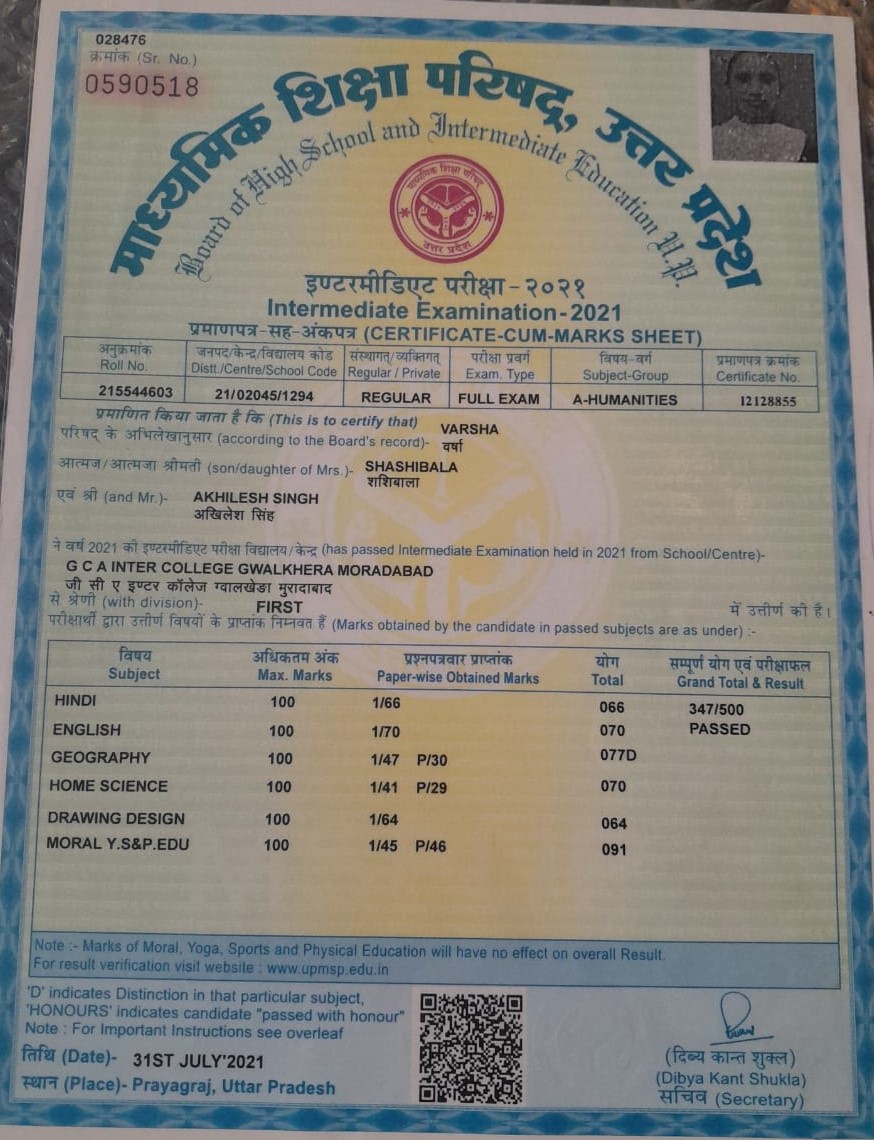 028476
क्रमांक (Sr. No.)
0590518
माध्यमिक शिक्षा परिषद्, उत्तर प्रदेश
Board of High School and Intermediate Education U.P.
माध्यमिक शिक्षा परिषद्
उत्तर प्रदेश
इण्टरमीडिएट परीक्षा - २०२१
Intermediate Examination - 2021
प्रमाणपत्र-सह-अंकपत्र (CERTIFICATE-CUM-MARKS SHEET)
अनुक्रमांक जनपद/केन्द्र/विद्यालय कोड संस्थागत्/व्यक्तिगत् परीक्षा प्रवर्ग विषय-वर्ग प्रमाणपत्र क्रमांक
Roll No. Distt./Centre/School Code Regular / Private Exam. Type Subject-Group Certificate No.
215544603 21/02045/1294 REGULAR FULL EXAM A-HUMANITIES 12128855
प्रमाणित किया जाता है कि (This is to certify that) VARSHA
परिषद् के अभिलेखानुसार (according to the Board's record)- वर्षा
आत्मज/आत्मजा श्रीमती (son/daughter of Mrs.)- SHASHIBALA
शशिबाला
एवं श्री (and Mr.)- AKHILESH SINGH
अखिलेश सिंह
ने वर्ष 2021 की इण्टरमीडिएट परीक्षा विद्यालय/केन्द्र (has passed Intermediate Examination held in 2021 from School/Centre)-
G C A INTER COLLEGE GWALKHERA MORADABAD
जी सी ए इण्टर कॉलेज ग्वालखेडा मुरादाबाद
से श्रेणी (with division)- FIRST में उत्तीर्ण की है।
परीक्षार्थी द्वारा उत्तीर्ण विषयों के प्राप्तांक निम्नवत हैं (Marks obtained by the candidate in passed subjects are as under) :-
विषय अधिकतम अंक प्रश्नपत्रवार प्राप्तांक योग सम्पूर्ण योग एवं परीक्षाफल
Subject Max. Marks Paper-wise Obtained Marks Total Grand Total & Result
HINDI 100 1/66 066 347/500
ENGLISH 100 1/70 070 PASSED
GEOGRAPHY 100 1/47 P/30 077D
HOME SCIENCE 100 1/41 P/29 070
DRAWING DESIGN 100 1/64 064
MORAL Y.S&P.EDU 100 1/45 P/46 091
Note :- Marks of Moral, Yoga, Sports and Physical Education will have no effect on overall Result.
For result verification visit website : www.upmsp.edu.in
'D' indicates Distinction in that particular subject,
'HONOURS' indicates candidate "passed with honour"
Note : For Important Instructions see overleaf
तिथि (Date)- 31ST JULY'2021
स्थान (Place)- Prayagraj, Uttar Pradesh
(दिव्य कान्त शुक्ल)
(Dibya Kant Shukla)
सचिव (Secretary)